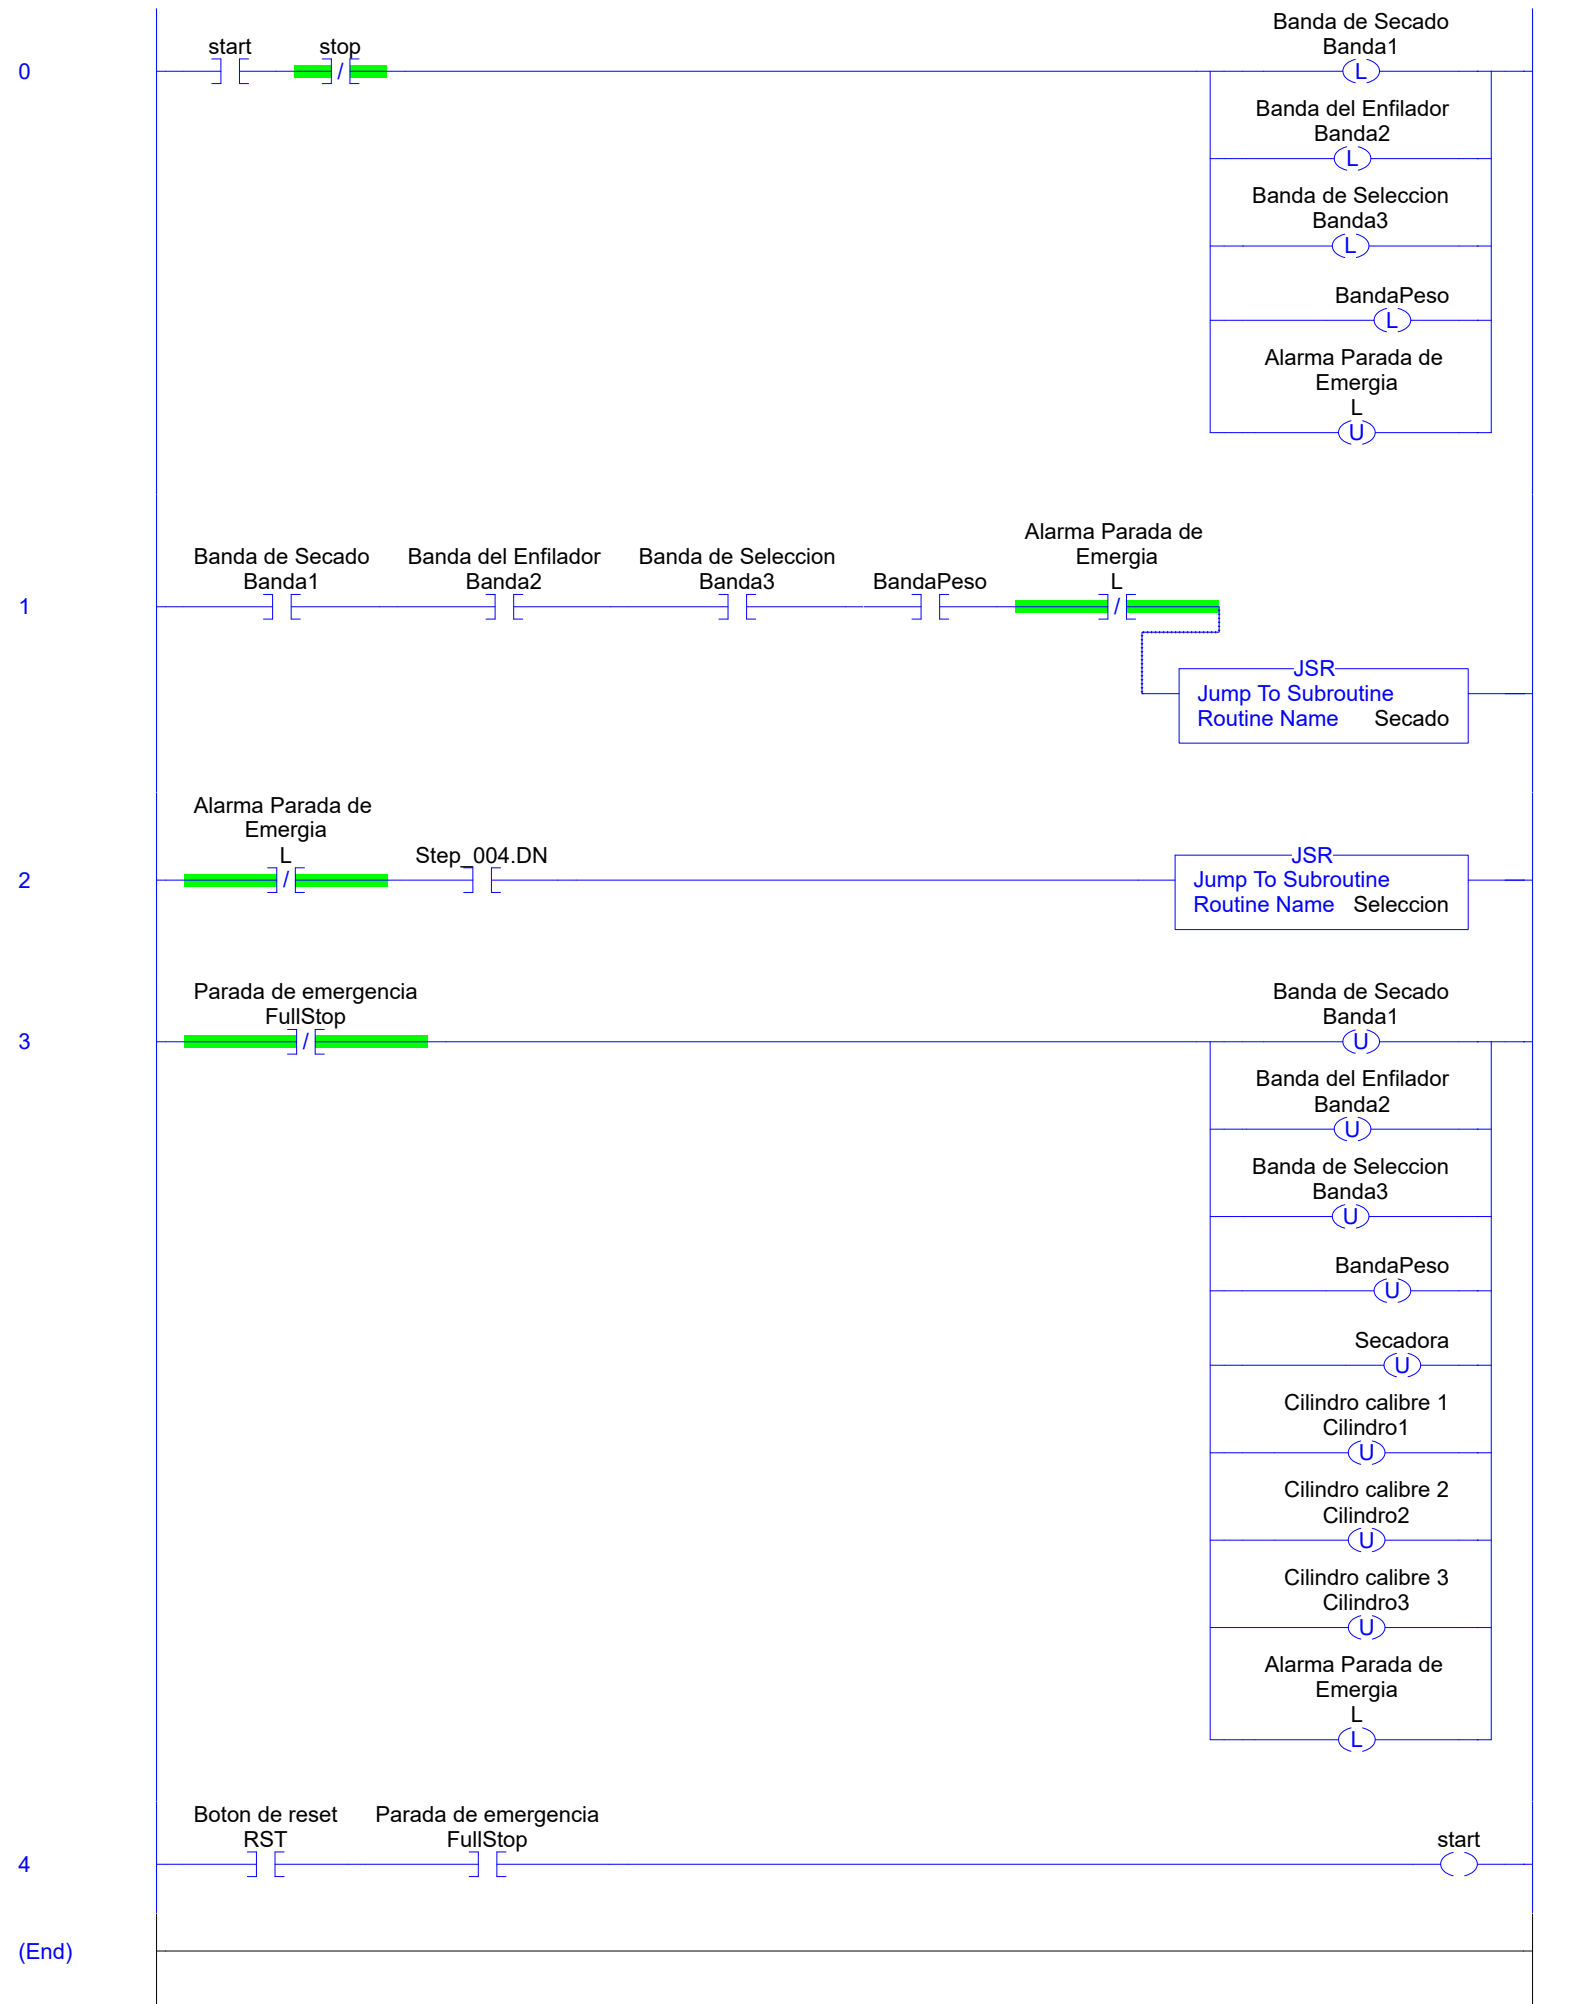 0
start
stop
/
Banda de Secado
Banda1
L
Banda del Enfilador
Banda2
L
Banda de Seleccion
Banda3
L
BandaPeso
L
Alarma Parada de
Emergia
L
U
1
Banda de Secado
Banda1
Banda del Enfilador
Banda2
Banda de Seleccion
Banda3
BandaPeso
Alarma Parada de
Emergia
L
/
JSR
Jump To Subroutine
Routine Name Secado
2
Alarma Parada de
Emergia
L
/
Step_004.DN
JSR
Jump To Subroutine
Routine Name Seleccion
3
Parada de emergencia
FullStop
/
Banda de Secado
Banda1
U
Banda del Enfilador
Banda2
U
Banda de Seleccion
Banda3
U
BandaPeso
U
Secadora
U
Cilindro calibre 1
Cilindro1
U
Cilindro calibre 2
Cilindro2
U
Cilindro calibre 3
Cilindro3
U
Alarma Parada de
Emergia
L
L
4
Boton de reset
RST
Parada de emergencia
FullStop
start
(End)